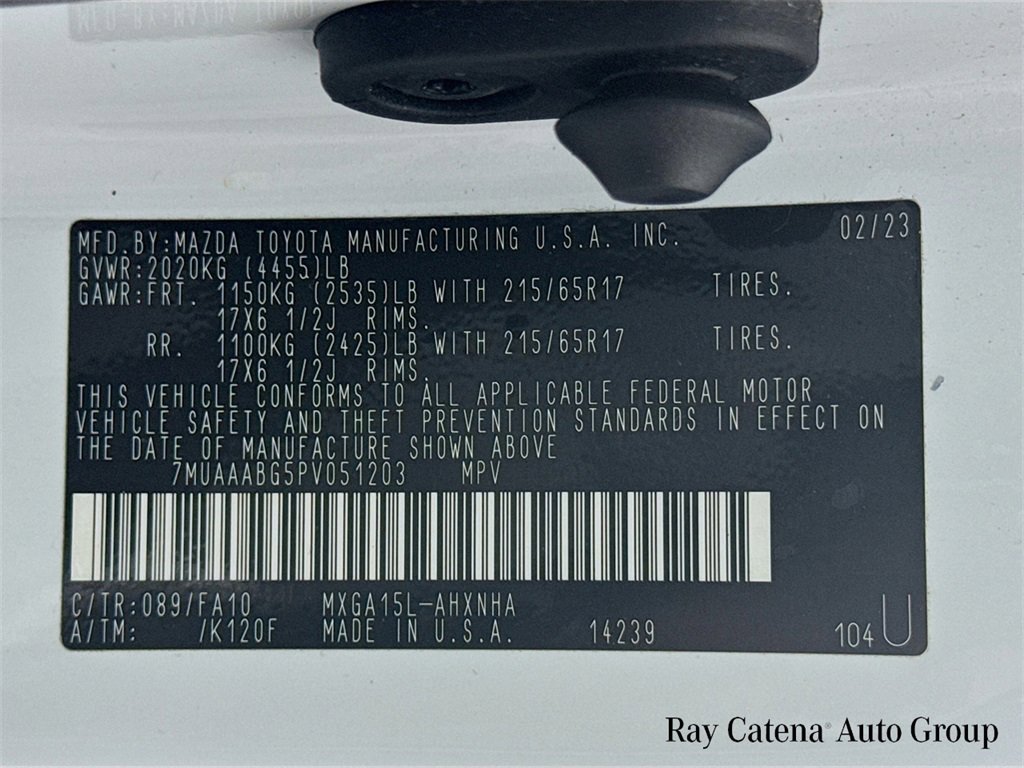 MFD.BY:MAZDA TOYOTA MANUFACTURING U.S.A. INC. 02/23
GVWR:2020KG (4455)LB
GAWR:FRT. 1150KG (2535)LB WITH 215/65R17 TIRES.
17X6 1/2J RIMS.
RR. 1100KG (2425)LB WITH 215/65R17 TIRES.
17X6 1/2J RIMS.
THIS VEHICLE CONFORMS TO ALL APPLICABLE FEDERAL MOTOR
VEHICLE SAFETY AND THEFT PREVENTION STANDARDS IN EFFECT ON
THE DATE OF MANUFACTURE SHOWN ABOVE
7MUAAABG5PV051203 MPV
C/TR:089/FA10 MXGA15L-AHXNHA
A/TM: /K120F MADE IN U.S.A. 14239 104 U
Ray Catena Auto Group